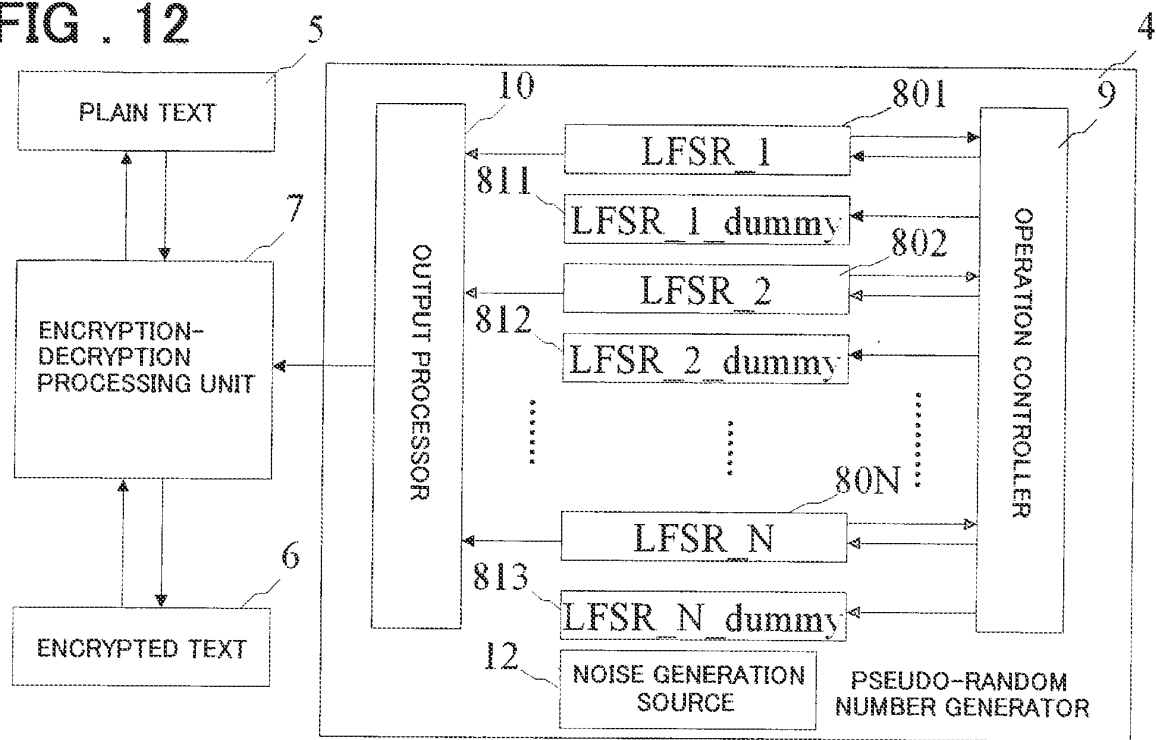 FIG . 12
5
4
PLAIN TEXT
10
801
9
LFSR_1
811
LFSR_1_dummy
7
802
LFSR_2
812
LFSR_2_dummy
ENCRYPTION-
DECRYPTION
PROCESSING UNIT
OUTPUT PROCESSOR
OPERATION CONTROLLER
80N
LFSR_N
6
813
LFSR_N_dummy
ENCRYPTED TEXT
12
NOISE GENERATION
SOURCE
PSEUDO-RANDOM
NUMBER GENERATOR